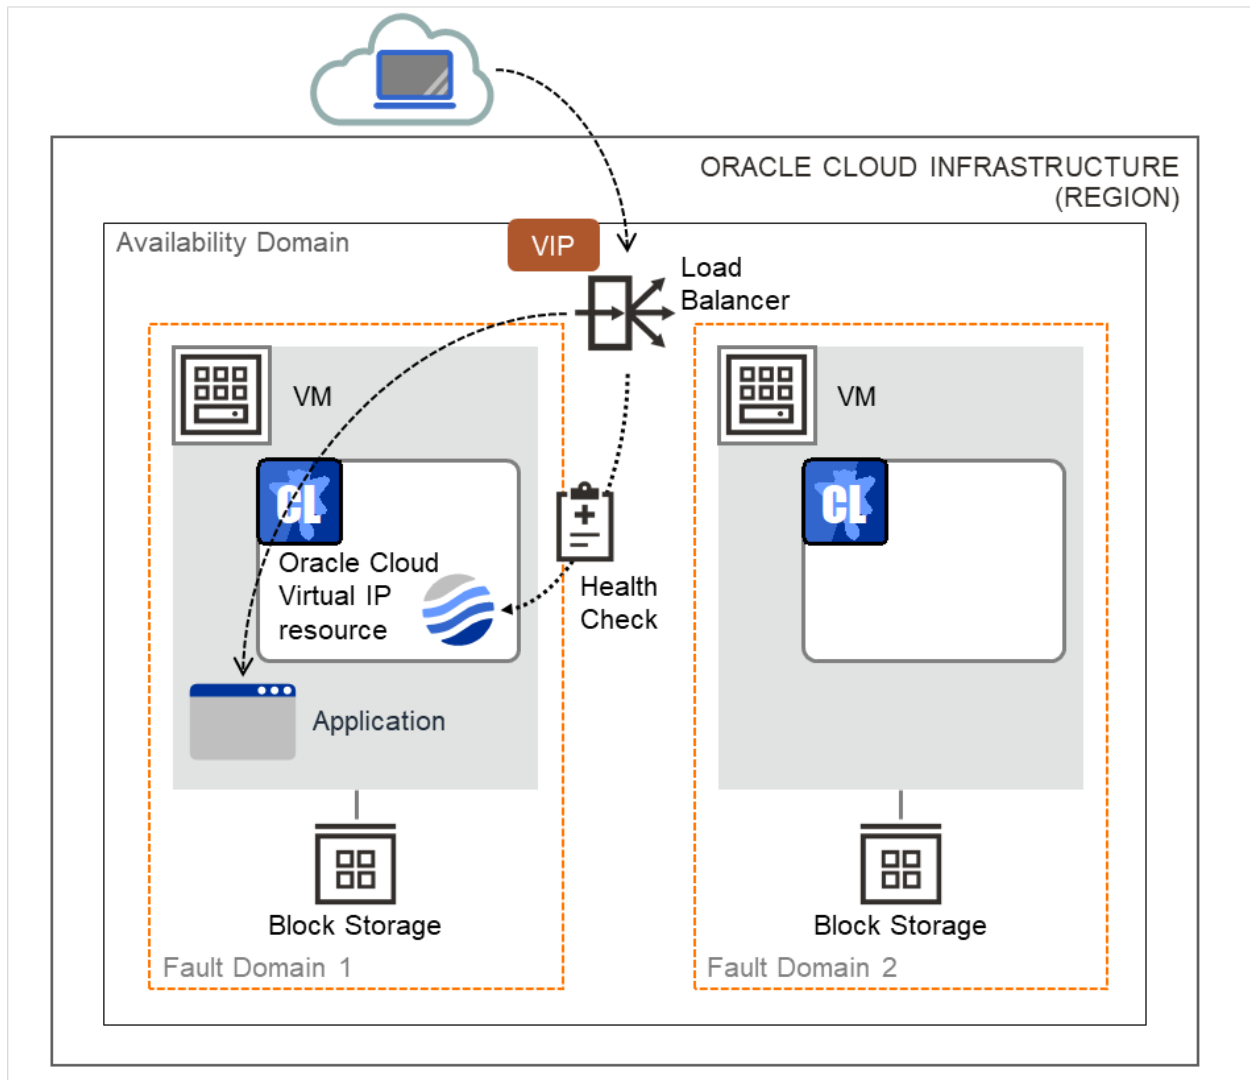 ORACLE CLOUD INFRASTRUCTURE
(REGION)
Availability Domain
VIP
Load
Balancer
VM
CL
Oracle Cloud
Virtual IP
resource
Health
Check
Application
Block Storage
Fault Domain 1
VM
CL
Block Storage
Fault Domain 2